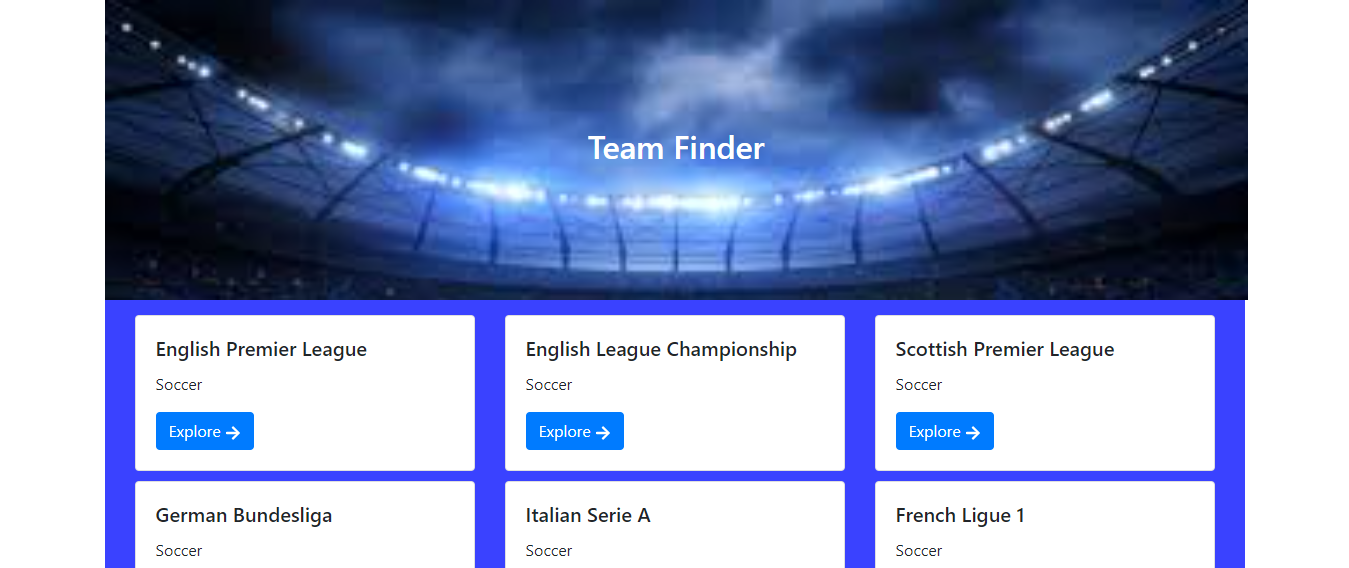 Team Finder
English Premier League
Soccer
Explore →
English League Championship
Soccer
Explore →
Scottish Premier League
Soccer
Explore →
German Bundesliga
Soccer
Italian Serie A
Soccer
French Ligue 1
Soccer